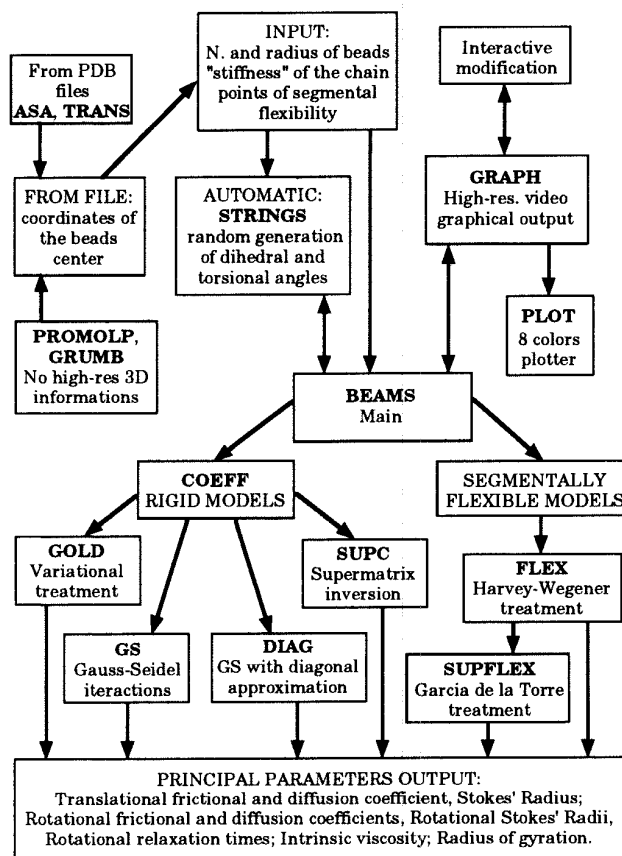 INPUT:
N. and radius of beads
"stiffness" of the chain
points of segmental
flexibility
From PDB
files
ASA, TRANS
Interactive
modification
FROM FILE:
coordinates of
the beads
center
AUTOMATIC:
STRINGS
random generation
of dihedral and
torsional angles
GRAPH
High-res. video
graphical output
PROMOLP,
GRUMB
No high-res 3D
informations
PLOT
8 colors
plotter
BEAMS
Main
COEFF
RIGID MODELS
SEGMENTALLY
FLEXIBLE MODELS
GOLD
Variational
treatment
SUPC
Supermatrix
inversion
FLEX
Harvey-Wegener
treatment
GS
Gauss-Seidel
iteractions
DIAG
GS with diagonal
approximation
SUPFLEX
Garcia de la Torre
treatment
PRINCIPAL PARAMETERS OUTPUT:
Translational frictional and diffusion coefficient, Stokes' Radius;
Rotational frictional and diffusion coefficients, Rotational Stokes' Radii,
Rotational relaxation times; Intrinsic viscosity; Radius of gyration.